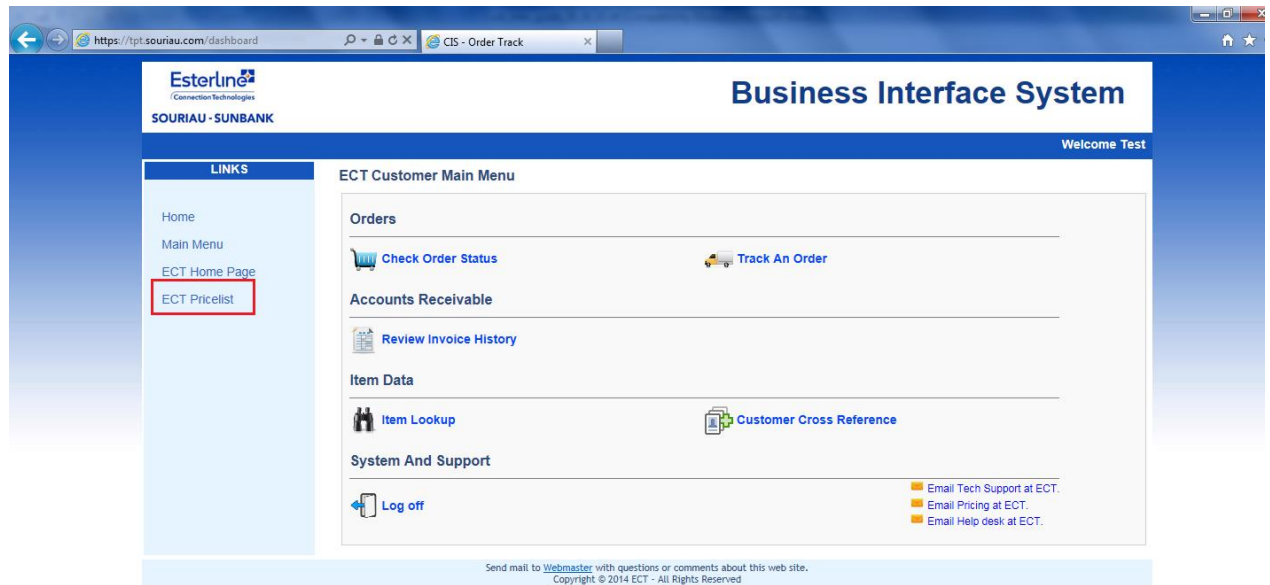 https://tpt.souriau.com/dashboard
CIS - Order Track
Esterline
Connection Technologies
SOURIAU - SUNBANK
Business Interface System
Welcome Test
LINKS
Home
Main Menu
ECT Home Page
ECT Pricelist
ECT Customer Main Menu
Orders
Check Order Status
Track An Order
Accounts Receivable
Review Invoice History
Item Data
Item Lookup
Customer Cross Reference
System And Support
Log off
Email Tech Support at ECT.
Email Pricing at ECT.
Email Help desk at ECT.
Send mail to Webmaster with questions or comments about this web site.
Copyright © 2014 ECT - All Rights Reserved